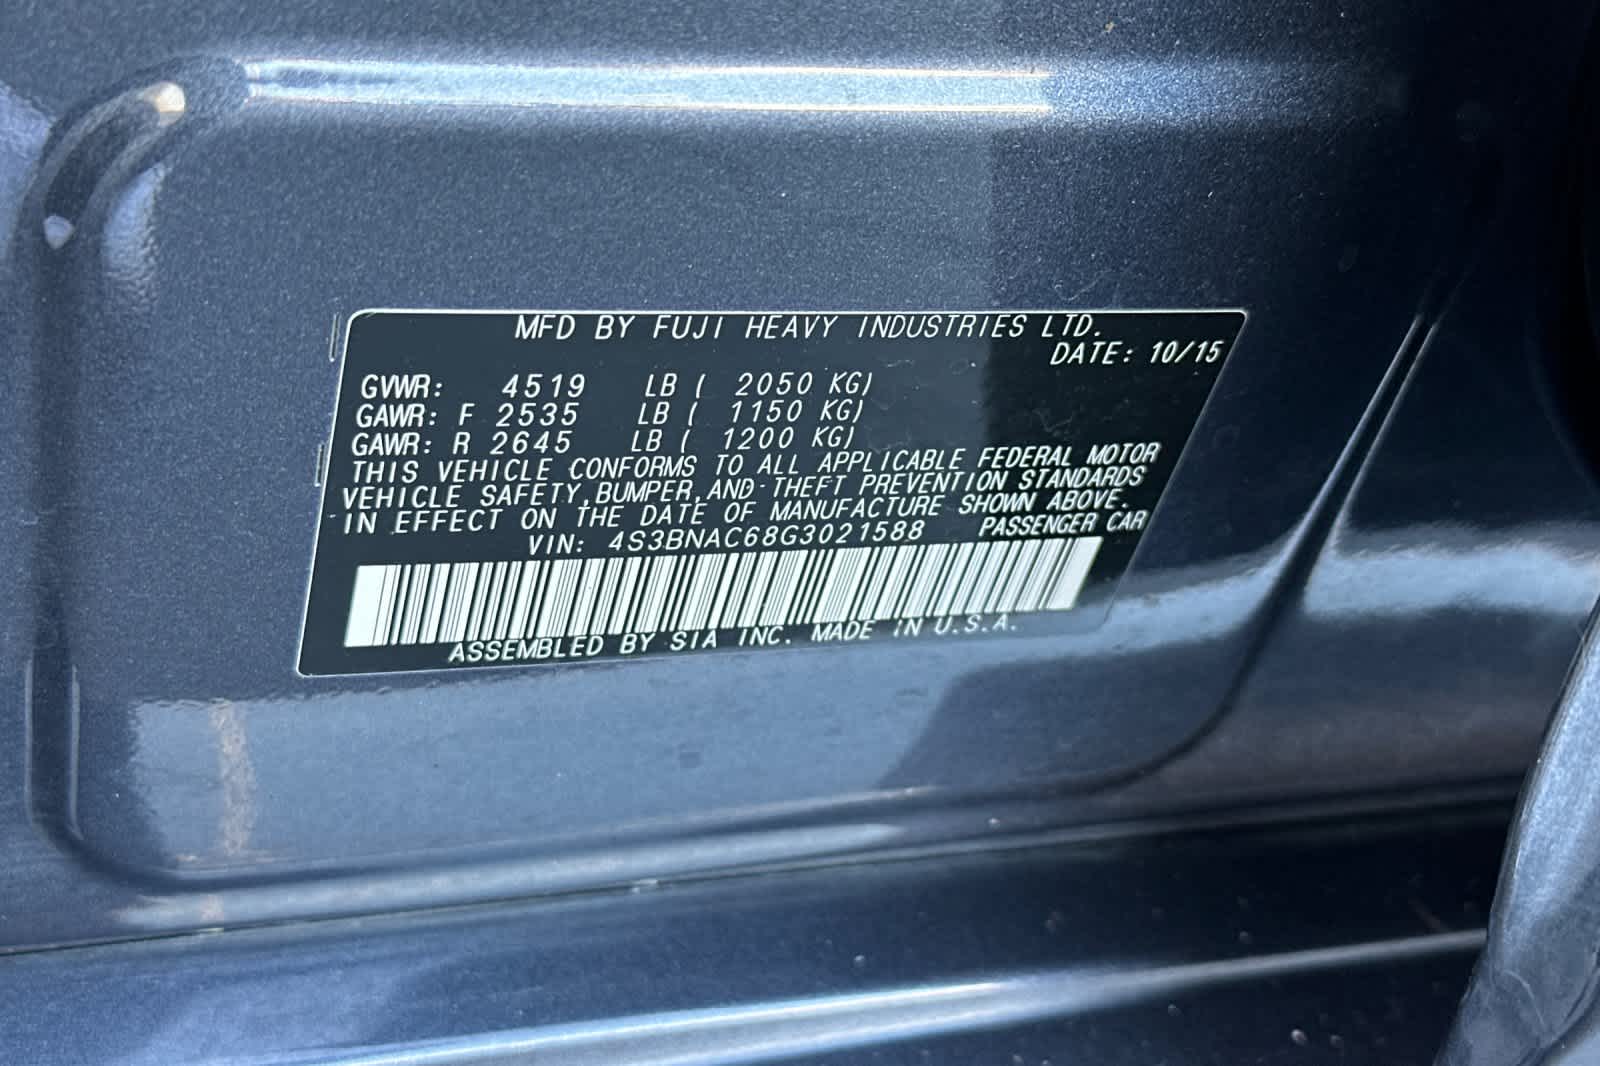 MFD BY FUJI HEAVY INDUSTRIES LTD.
DATE: 10/15
GVWR: 4519 LB ( 2050 KG)
GAWR: F 2535 LB ( 1150 KG)
GAWR: R 2645 LB ( 1200 KG)
THIS VEHICLE CONFORMS TO ALL APPLICABLE FEDERAL MOTOR
VEHICLE SAFETY, BUMPER, AND THEFT PREVENTION STANDARDS
IN EFFECT ON THE DATE OF MANUFACTURE SHOWN ABOVE.
VIN: 4S3BNAC68G3021588 PASSENGER CAR
ASSEMBLED BY SIA INC. MADE IN U.S.A.